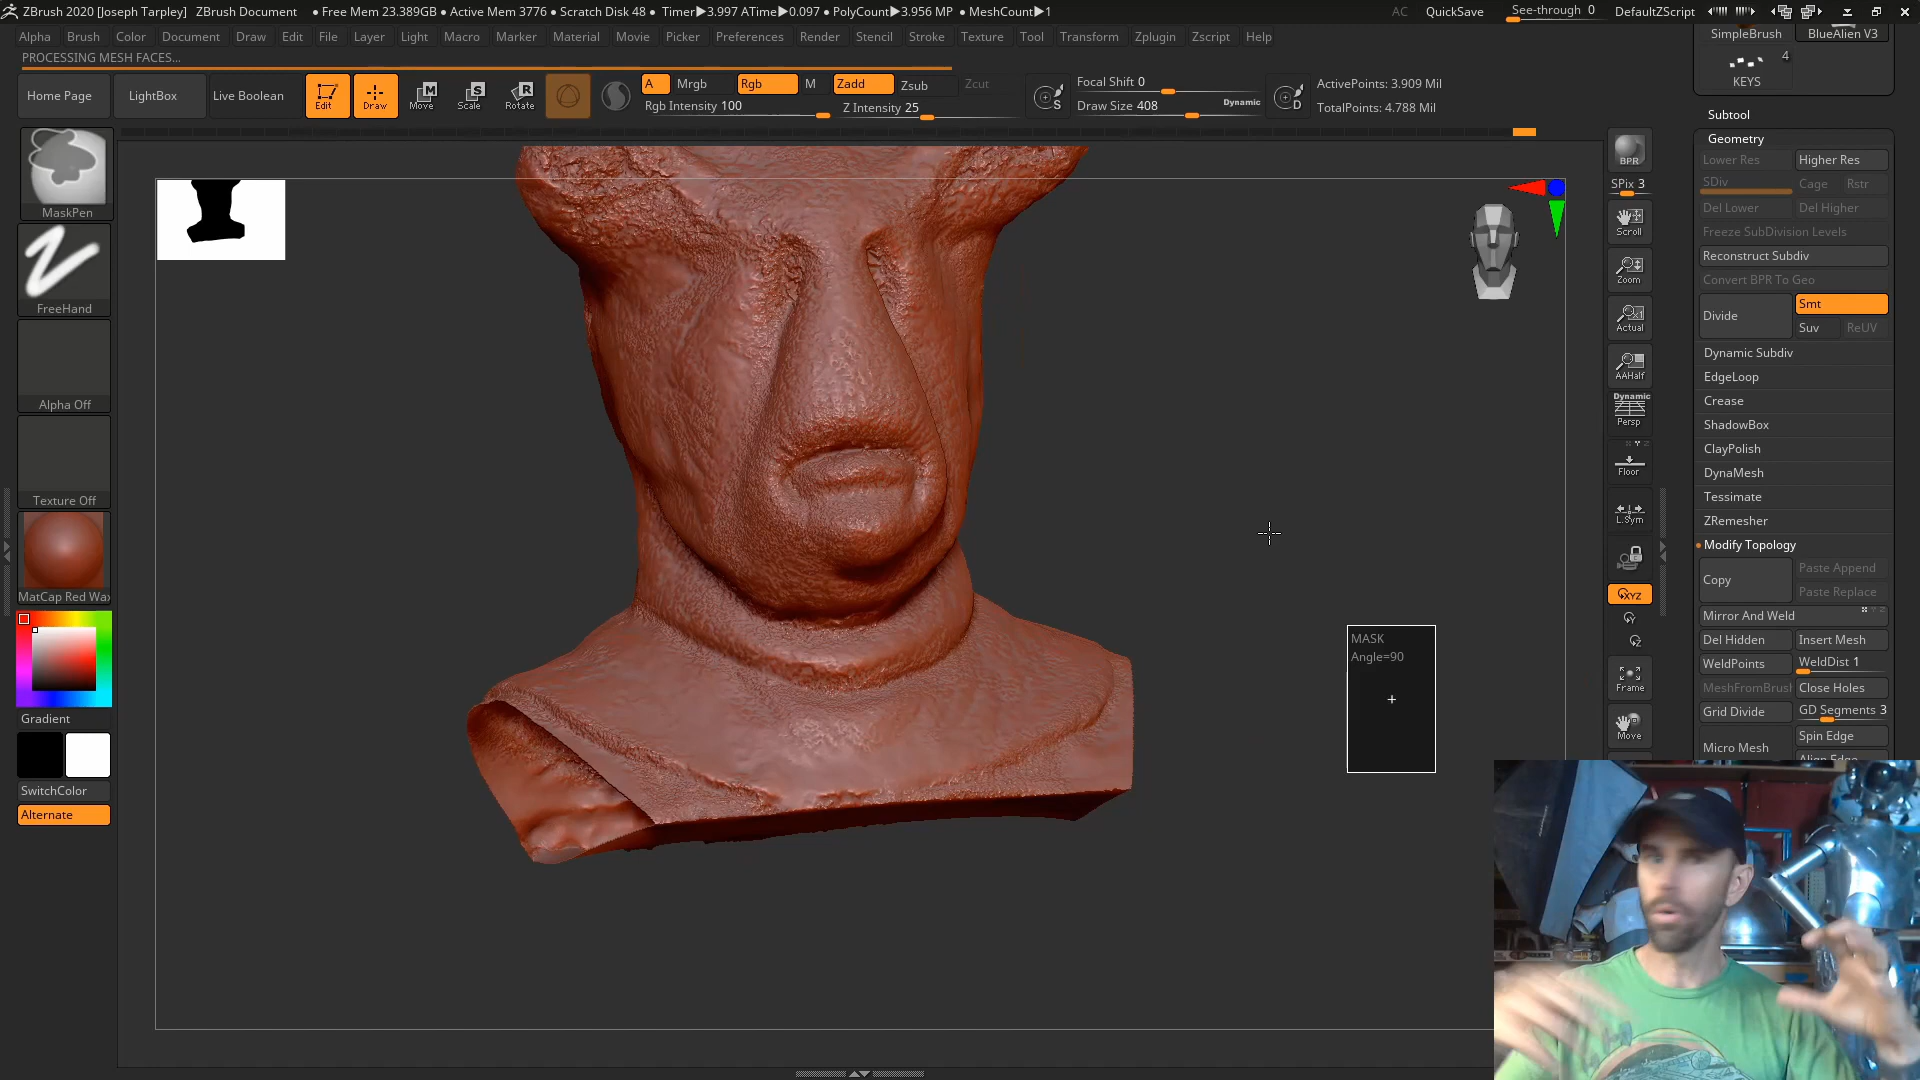 ZBrush 2020 [Joseph Tarpley] ZBrush Document • Free Mem 23.389GB • Active Mem 3776 • Scratch Disk 48 • Timer▶3.997 ATime▶0.097 • PolyCount▶3.956 MP • MeshCount▶1 AC QuickSave See-through 0 DefaultZScript
Alpha Brush Color Document Draw Edit File Layer Light Macro Marker Material Movie Picker Preferences Render Stencil Stroke Texture Tool Transform Zplugin Zscript Help
PROCESSING MESH FACES...
Home Page LightBox Live Boolean Edit Draw Move Scale Rotate
A Mrgb Rgb M Zadd Zsub Zcut
Rgb Intensity 100 Z Intensity 25
Focal Shift 0
Draw Size 408 Dynamic
ActivePoints: 3.909 Mil
TotalPoints: 4.788 Mil
MaskPen
FreeHand
Alpha Off
Texture Off
MatCap Red Wax
Gradient
SwitchColor
Alternate
MASK
Angle=90
BPR
SPix 3
Scroll
Zoom
Actual
AAHalf
Dynamic
Persp
Floor
L.Sym
XYZ
Frame
Move
SimpleBrush BlueAlien V3
4
KEYS
Subtool
Geometry
Lower Res Higher Res
SDiv Cage Rstr
Del Lower Del Higher
Freeze SubDivision Levels
Reconstruct Subdiv
Convert BPR To Geo
Divide Smt
Suv ReUV
Dynamic Subdiv
EdgeLoop
Crease
ShadowBox
ClayPolish
DynaMesh
Tessimate
ZRemesher
Modify Topology
Copy Paste Append
Paste Replace
Mirror And Weld
Del Hidden Insert Mesh
WeldPoints WeldDist 1
MeshFromBrus Close Holes
Grid Divide GD Segments 3
Micro Mesh Spin Edge
Align Edge